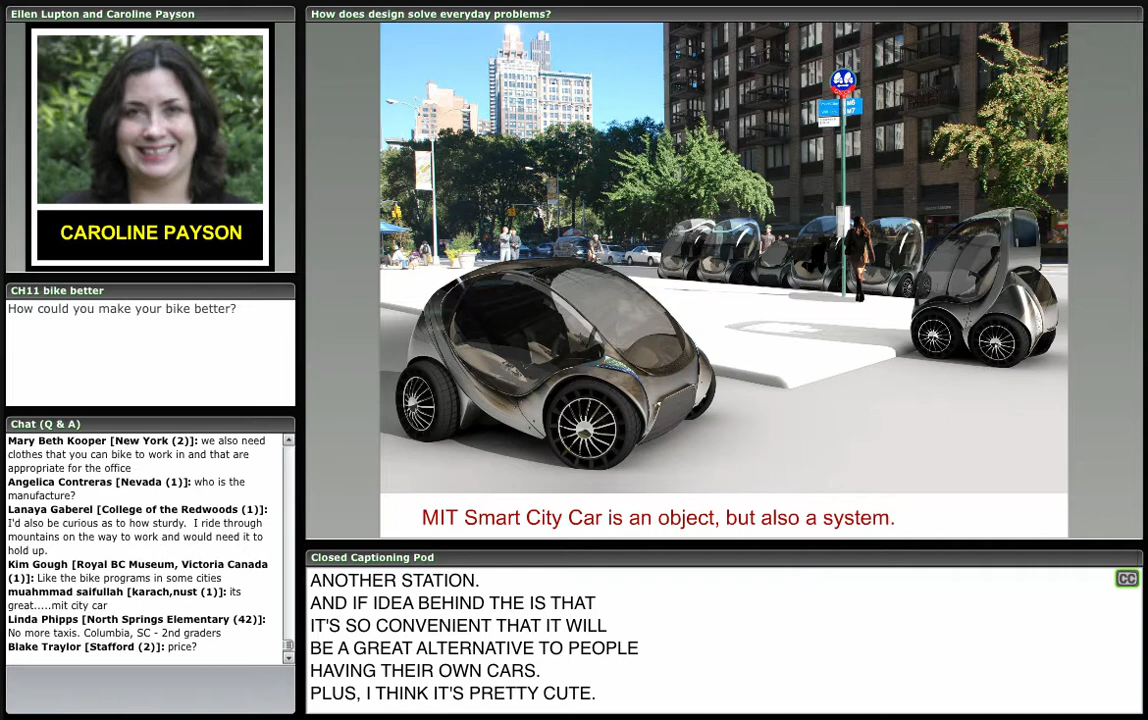 Ellen Lupton and Caroline Payson
CAROLINE PAYSON
CH11 bike better
How could you make your bike better?
Chat (Q & A)
Mary Beth Kooper [New York (2)]: we also need
clothes that you can bike to work in and that are
appropriate for the office
Angelica Contreras [Nevada (1)]: who is the
manufacture?
Lanaya Gaberel [College of the Redwoods (1)]:
I'd also be curious as to how sturdy. I ride through
mountains on the way to work and would need it to
hold up.
Kim Gough [Royal BC Museum, Victoria Canada
(1)]: Like the bike programs in some cities
muahmmad saifullah [karach,nust (1)]: its
great.....mit city car
Linda Phipps [North Springs Elementary (42)]:
No more taxis. Columbia, SC - 2nd graders
Blake Traylor [Stafford (2)]: price?
How does design solve everyday problems?
MIT Smart City Car is an object, but also a system.
Closed Captioning Pod
CC
ANOTHER STATION.
AND IF IDEA BEHIND THE IS THAT
IT'S SO CONVENIENT THAT IT WILL
BE A GREAT ALTERNATIVE TO PEOPLE
HAVING THEIR OWN CARS.
PLUS, I THINK IT'S PRETTY CUTE.